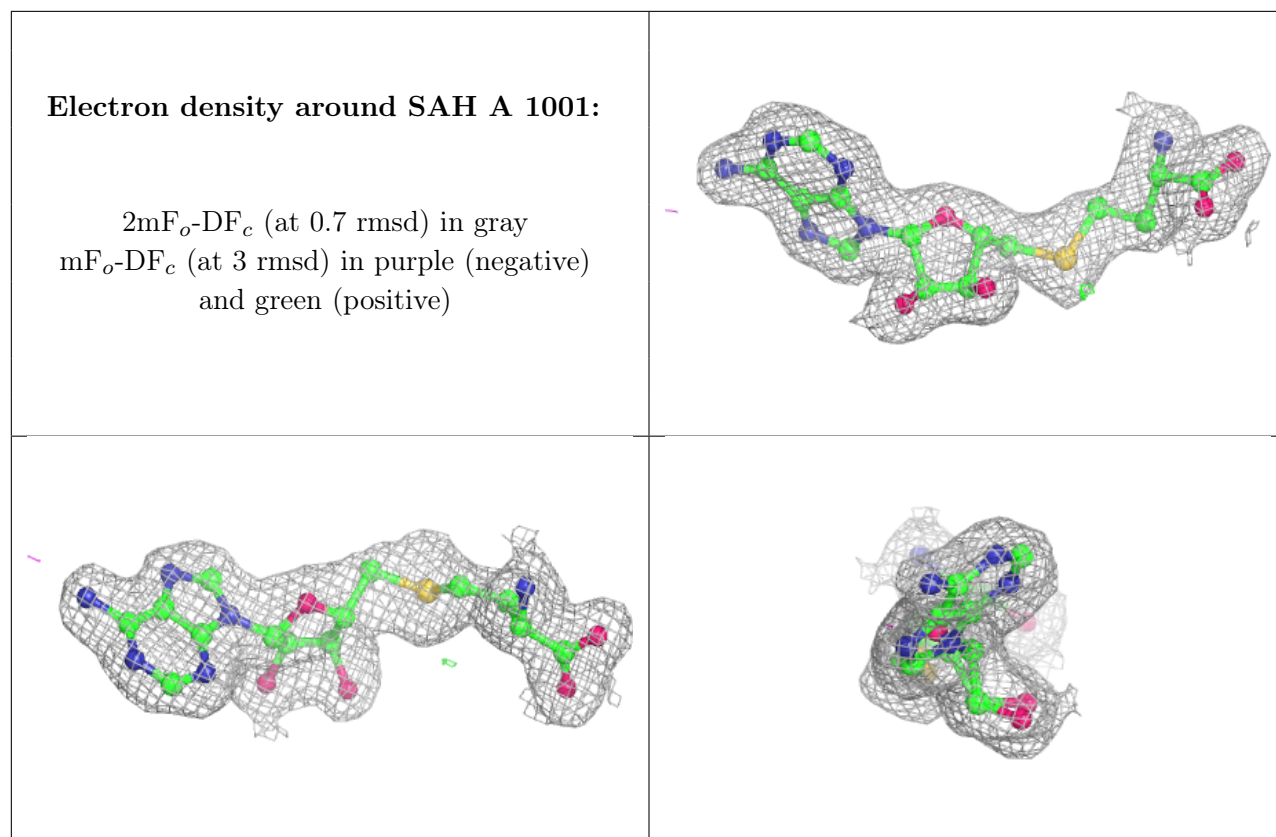 Electron density around SAH A 1001:
2mFo-DFc (at 0.7 rmsd) in gray
mFo-DFc (at 3 rmsd) in purple (negative)
and green (positive)